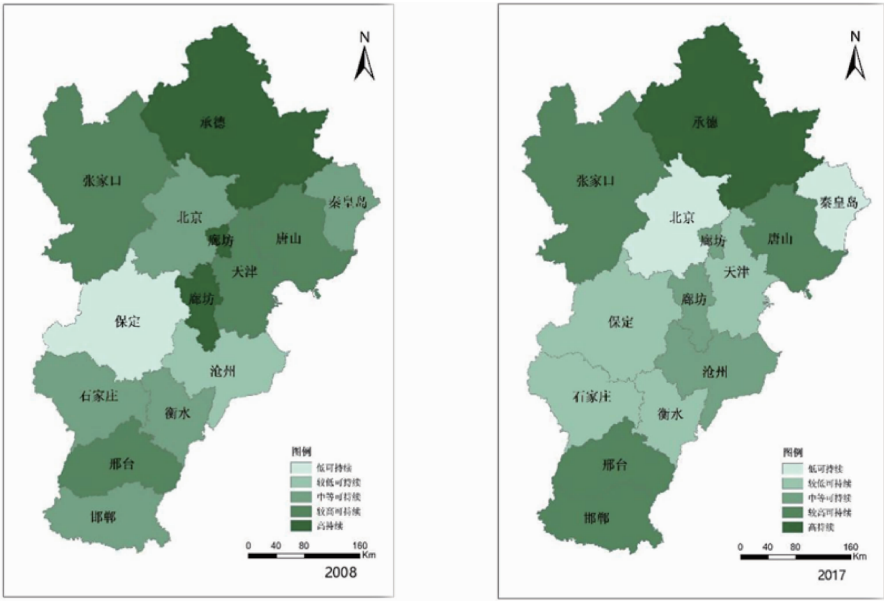 N
承德
张家口
秦皇岛
北京
廊坊
唐山
天津
廊坊
保定
沧州
石家庄
衡水
邢台
邯郸
图例
低可持续
较低可持续
中等可持续
较高可持续
高持续
0 40 80 160
Km
2008
N
承德
张家口
秦皇岛
北京
廊坊
唐山
天津
廊坊
保定
沧州
石家庄
衡水
邢台
邯郸
图例
低可持续
较低可持续
中等可持续
较高可持续
高持续
0 40 80 160
Km
2017